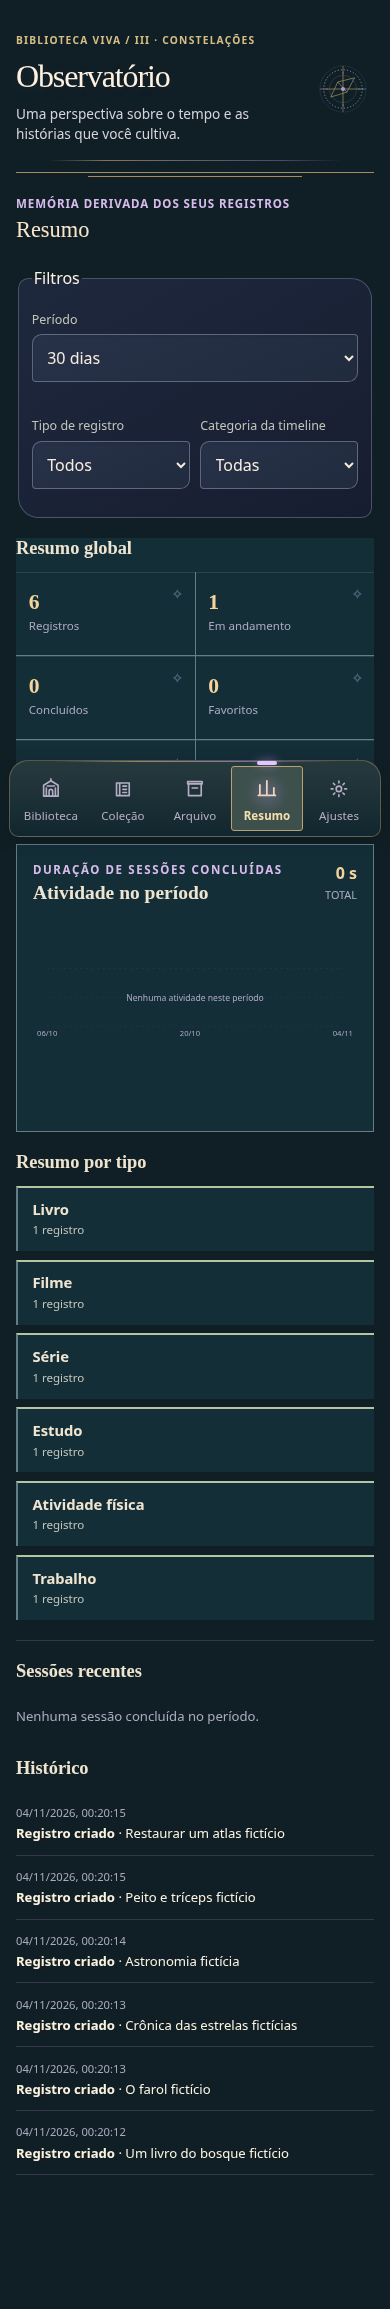 BIBLIOTECA VIVA / III · CONSTELAÇÕES
Observatório
Uma perspectiva sobre o tempo e as
histórias que você cultiva.
MEMÓRIA DERIVADA DOS SEUS REGISTROS
Resumo
Filtros
Período
30 dias
Tipo de registro
Categoria da timeline
Todos
Todas
Resumo global
6
Registros
1
Em andamento
0
Concluídos
0
Favoritos
Biblioteca
Coleção
Arquivo
Resumo
Ajustes
DURAÇÃO DE SESSÕES CONCLUÍDAS
Atividade no período
0 s
TOTAL
Nenhuma atividade neste período
06/10
20/10
04/11
Resumo por tipo
Livro
1 registro
Filme
1 registro
Série
1 registro
Estudo
1 registro
Atividade física
1 registro
Trabalho
1 registro
Sessões recentes
Nenhuma sessão concluída no período.
Histórico
04/11/2026, 00:20:15
Registro criado · Restaurar um atlas fictício
04/11/2026, 00:20:15
Registro criado · Peito e tríceps fictício
04/11/2026, 00:20:14
Registro criado · Astronomia fictícia
04/11/2026, 00:20:13
Registro criado · Crônica das estrelas fictícias
04/11/2026, 00:20:13
Registro criado · O farol fictício
04/11/2026, 00:20:12
Registro criado · Um livro do bosque fictício